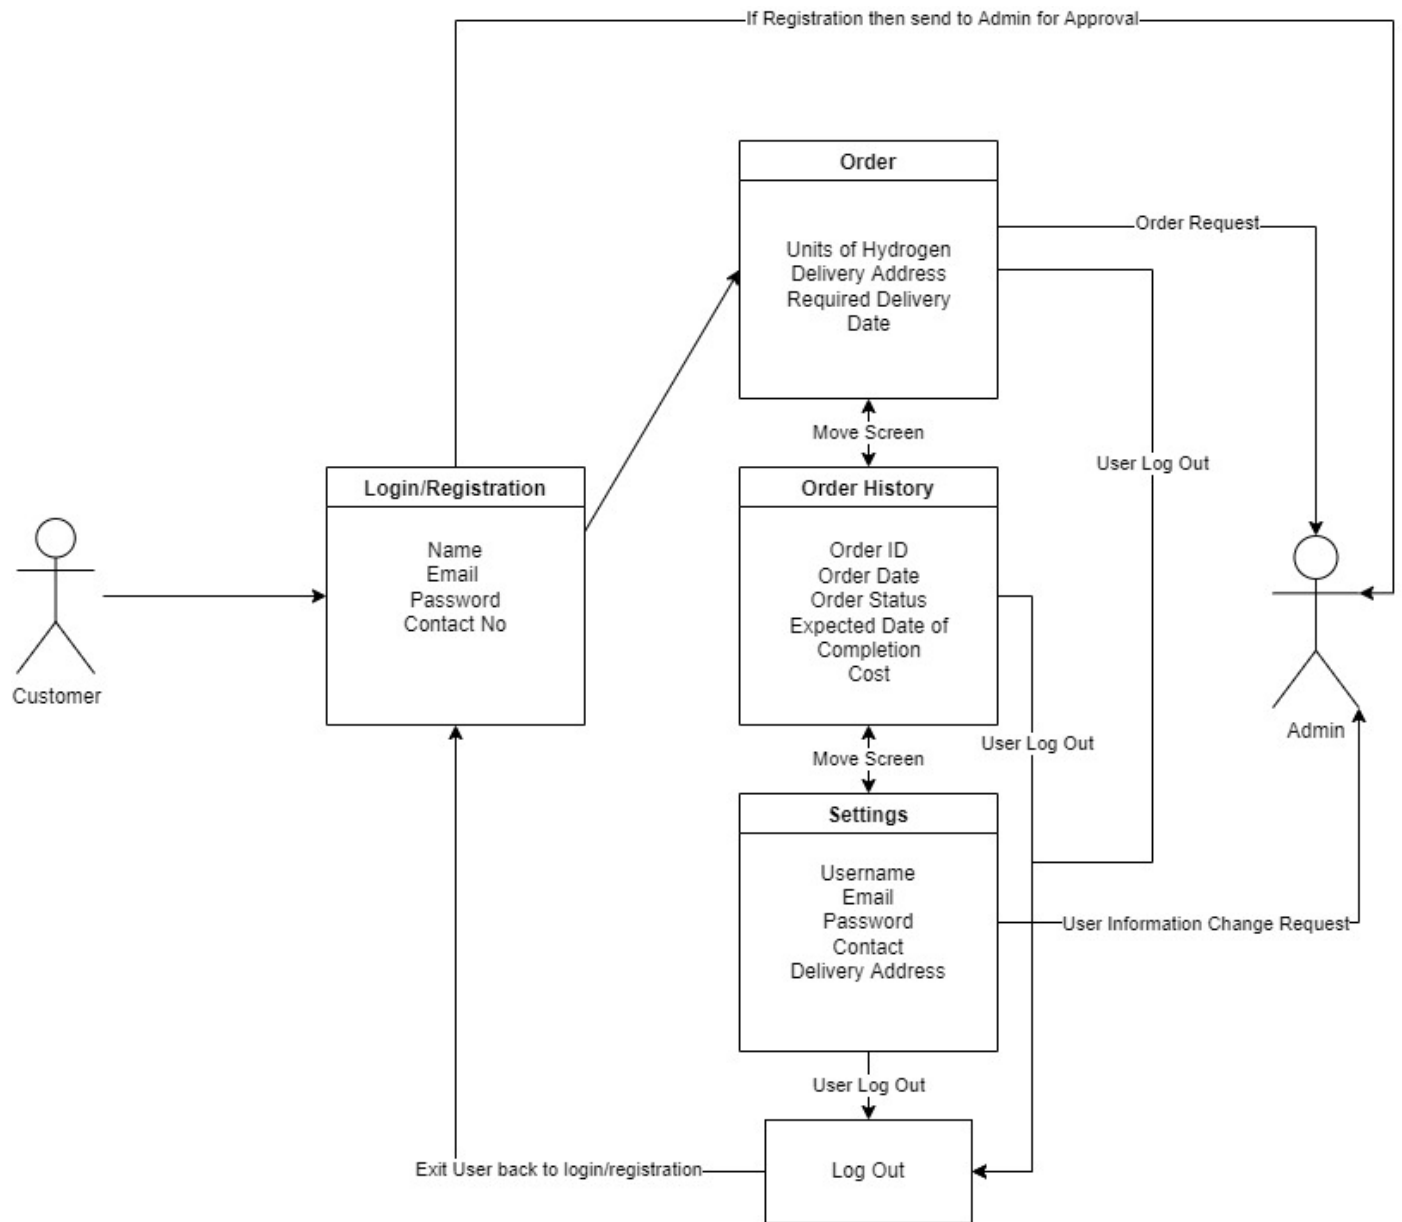 If Registration then send to Admin for Approval
Order
Units of Hydrogen
Delivery Address
Required Delivery
Date
Order Request
Move Screen
User Log Out
Login/Registration
Name
Email
Password
Contact No
Customer
Order History
Order ID
Order Date
Order Status
Expected Date of
Completion
Cost
Admin
User Log Out
Move Screen
Settings
Username
Email
Password
Contact
Delivery Address
User Information Change Request
User Log Out
Exit User back to login/registration
Log Out